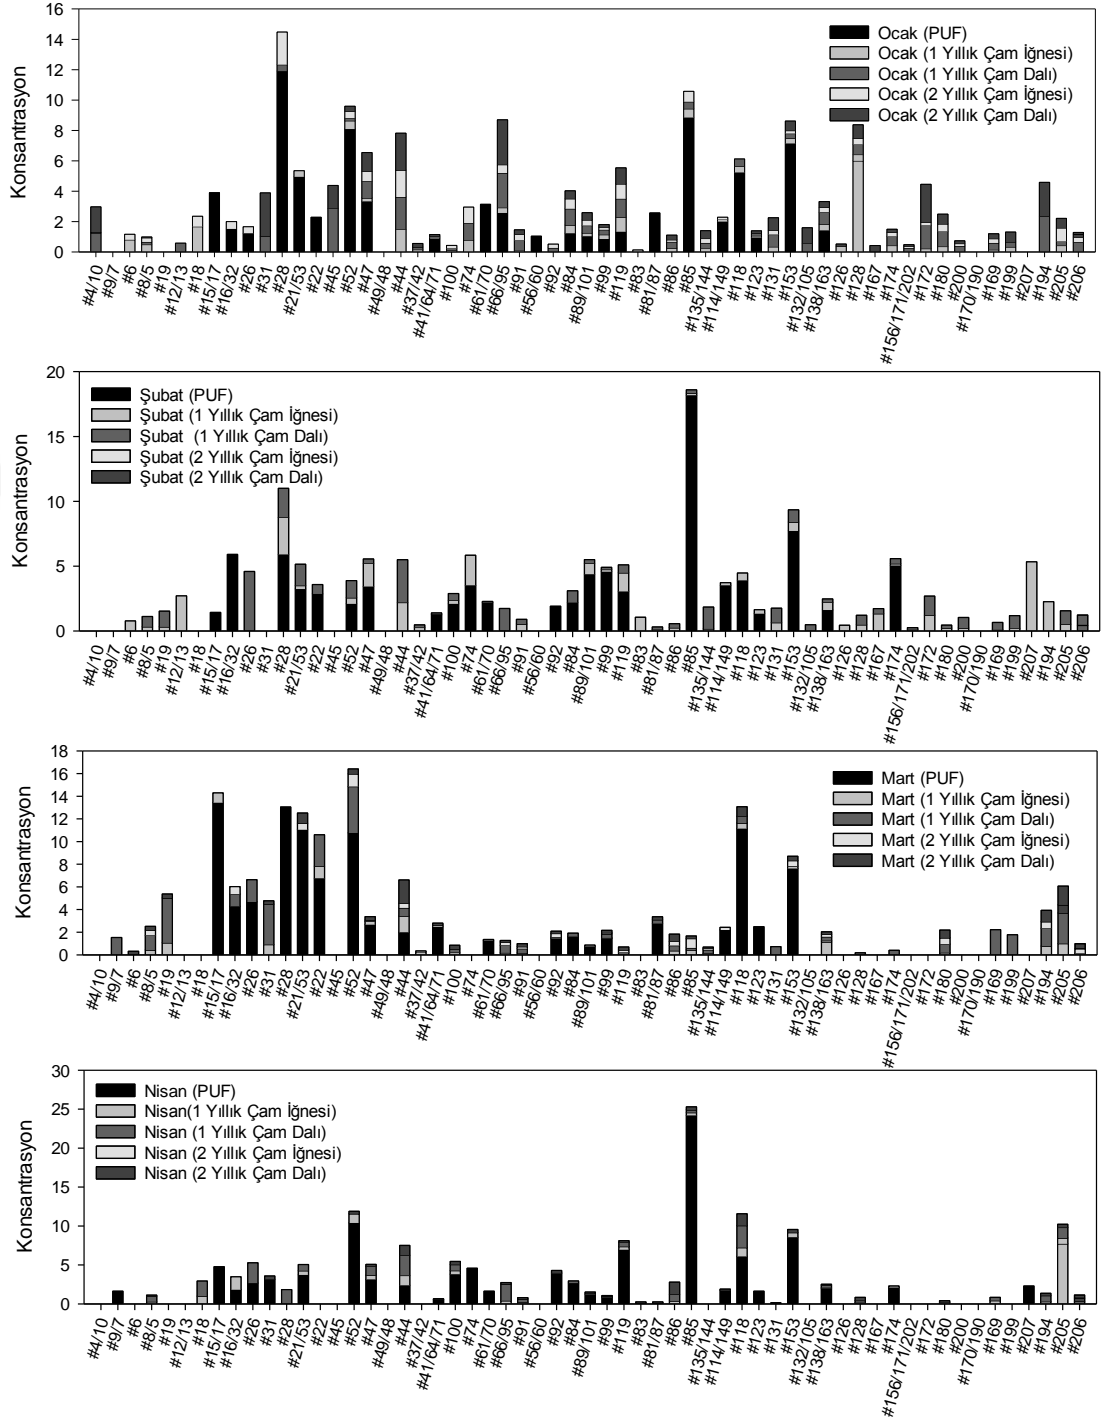 Konsantrasyon
16
14
12
10
8
6
4
2
0
Ocak (PUF)
Ocak (1 Yıllık Çam İğnesi)
Ocak (1 Yıllık Çam Dalı)
Ocak (2 Yıllık Çam İğnesi)
Ocak (2 Yıllık Çam Dalı)
#4/10 #9/7 #6 #8/5 #19 #12/13 #18 #15/17 #16/32 #26 #31 #28 #21/53 #22 #45 #52 #47 #49/48 #44 #37/42 #41/64/71 #100 #74 #61/70 #66/95 #91 #56/60 #92 #84 #89/101 #99 #119 #83 #81/87 #86 #85 #135/144 #114/149 #118 #123 #131 #153 #132/105 #138/163 #126 #128 #167 #174 #156/171/202 #172 #180 #200 #170/190 #169 #199 #207 #194 #205 #206
Konsantrasyon
20
15
10
5
0
Şubat (PUF)
Şubat (1 Yıllık Çam İğnesi)
Şubat (1 Yıllık Çam Dalı)
Şubat (2 Yıllık Çam İğnesi)
Şubat (2 Yıllık Çam Dalı)
#4/10 #9/7 #6 #8/5 #19 #12/13 #18 #15/17 #16/32 #26 #31 #28 #21/53 #22 #45 #52 #47 #49/48 #44 #37/42 #41/64/71 #100 #74 #61/70 #66/95 #91 #56/60 #92 #84 #89/101 #99 #119 #83 #81/87 #86 #85 #135/144 #114/149 #118 #123 #131 #153 #132/105 #138/163 #126 #128 #167 #174 #156/171/202 #172 #180 #200 #170/190 #169 #199 #207 #194 #205 #206
Konsantrasyon
18
16
14
12
10
8
6
4
2
0
Mart (PUF)
Mart (1 Yıllık Çam İğnesi)
Mart (1 Yıllık Çam Dalı)
Mart (2 Yıllık Çam İğnesi)
Mart (2 Yıllık Çam Dalı)
#4/10 #9/7 #6 #8/5 #19 #12/13 #18 #15/17 #16/32 #26 #31 #28 #21/53 #22 #45 #52 #47 #49/48 #44 #37/42 #41/64/71 #100 #74 #61/70 #66/95 #91 #56/60 #92 #84 #89/101 #99 #119 #83 #81/87 #86 #85 #135/144 #114/149 #118 #123 #131 #153 #132/105 #138/163 #126 #128 #167 #174 #156/171/202 #172 #180 #200 #170/190 #169 #199 #207 #194 #205 #206
Konsantrasyon
30
25
20
15
10
5
0
Nisan (PUF)
Nisan(1 Yıllık Çam İğnesi)
Nisan (1 Yıllık Çam Dalı)
Nisan (2 Yıllık Çam İğnesi)
Nisan (2 Yıllık Çam Dalı)
#4/10 #9/7 #6 #8/5 #19 #12/13 #18 #15/17 #16/32 #26 #31 #28 #21/53 #22 #45 #52 #47 #49/48 #44 #37/42 #41/64/71 #100 #74 #61/70 #66/95 #91 #56/60 #92 #84 #89/101 #99 #119 #83 #81/87 #86 #85 #135/144 #114/149 #118 #123 #131 #153 #132/105 #138/163 #126 #128 #167 #174 #156/171/202 #172 #180 #200 #170/190 #169 #199 #207 #194 #205 #206